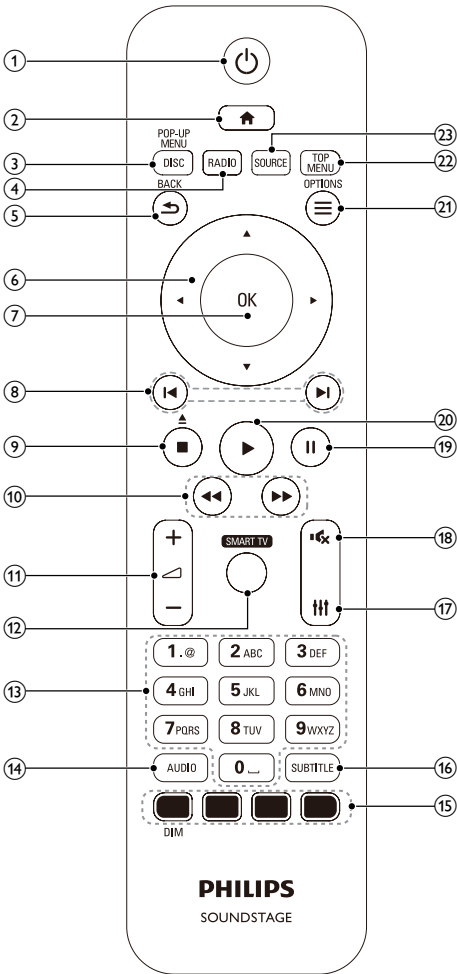 1
2
POP-UP
MENU
23
3 DISC RADIO SOURCE TOP
MENU 22
4
BACK OPTIONS
5 21
6
7 OK
8
9 20
19
10
SMART TV
18
11
12 17
1.@ 2 ABC 3 DEF
13 4 GHI 5 JKL 6 MNO
7 PQRS 8 TUV 9 WXYZ
14 AUDIO 0 SUBTITLE 16
15
DIM
PHILIPS
SOUNDSTAGE